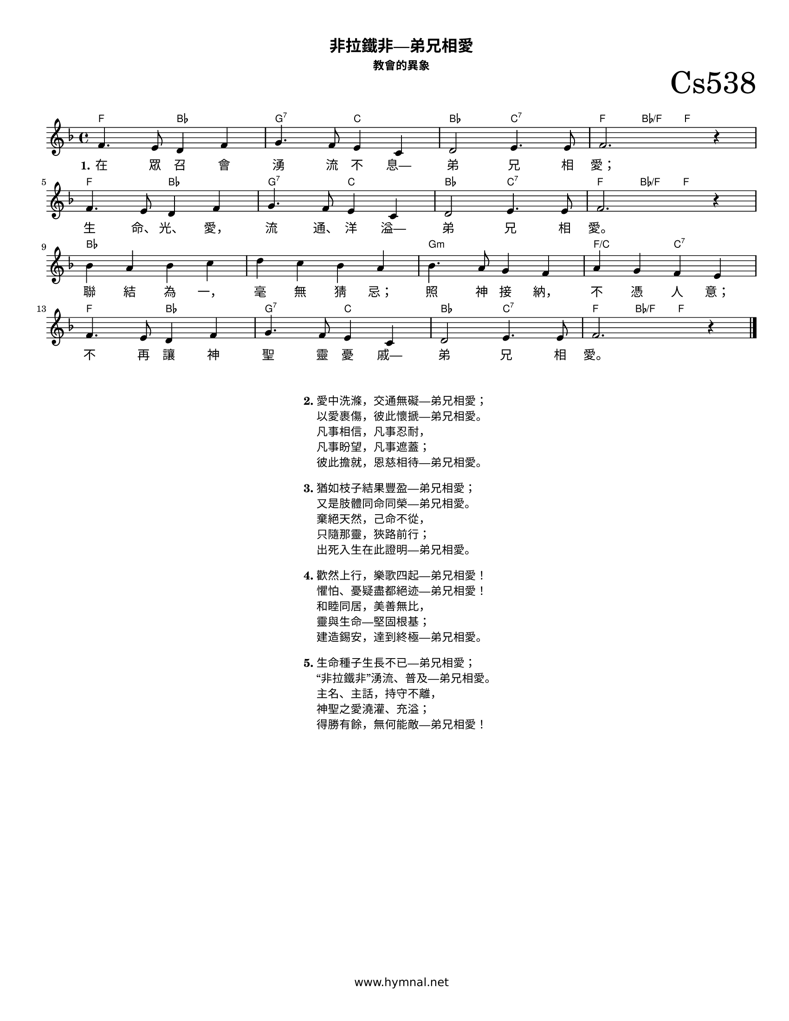 非拉鐵非—弟兄相愛
教會的異象
Cs538
F B♭ G7 C B♭ C7 F B♭/F F
1. 在 眾 召 會 湧 流 不 息— 弟 兄 相 愛；
5 F B♭ G7 C B♭ C7 F B♭/F F
生 命、光、愛， 流 通、洋 溢— 弟 兄 相 愛。
9 B♭ Gm F/C C7
聯 結 為 一， 毫 無 猜 忌； 照 神 接 納， 不 憑 人 意；
13 F B♭ G7 C B♭ C7 F B♭/F F
不 再 讓 神 聖 靈 憂 戚— 弟 兄 相 愛。
2. 愛中洗滌，交通無礙—弟兄相愛；
以愛裹傷，彼此懷搋—弟兄相愛。
凡事相信，凡事忍耐，
凡事盼望，凡事遮蓋；
彼此擔就，恩慈相待—弟兄相愛。
3. 猶如枝子結果豐盈—弟兄相愛；
又是肢體同命同榮—弟兄相愛。
棄絕天然，己命不從，
只隨那靈，狹路前行；
出死入生在此證明—弟兄相愛。
4. 歡然上行，樂歌四起—弟兄相愛！
懼怕、憂疑盡都絕迹—弟兄相愛！
和睦同居，美善無比，
靈與生命—堅固根基；
建造錫安，達到終極—弟兄相愛。
5. 生命種子生長不已—弟兄相愛；
“非拉鐵非”湧流、普及—弟兄相愛。
主名、主話，持守不離，
神聖之愛澆灌、充溢；
得勝有餘，無何能敵—弟兄相愛！
www.hymnal.net